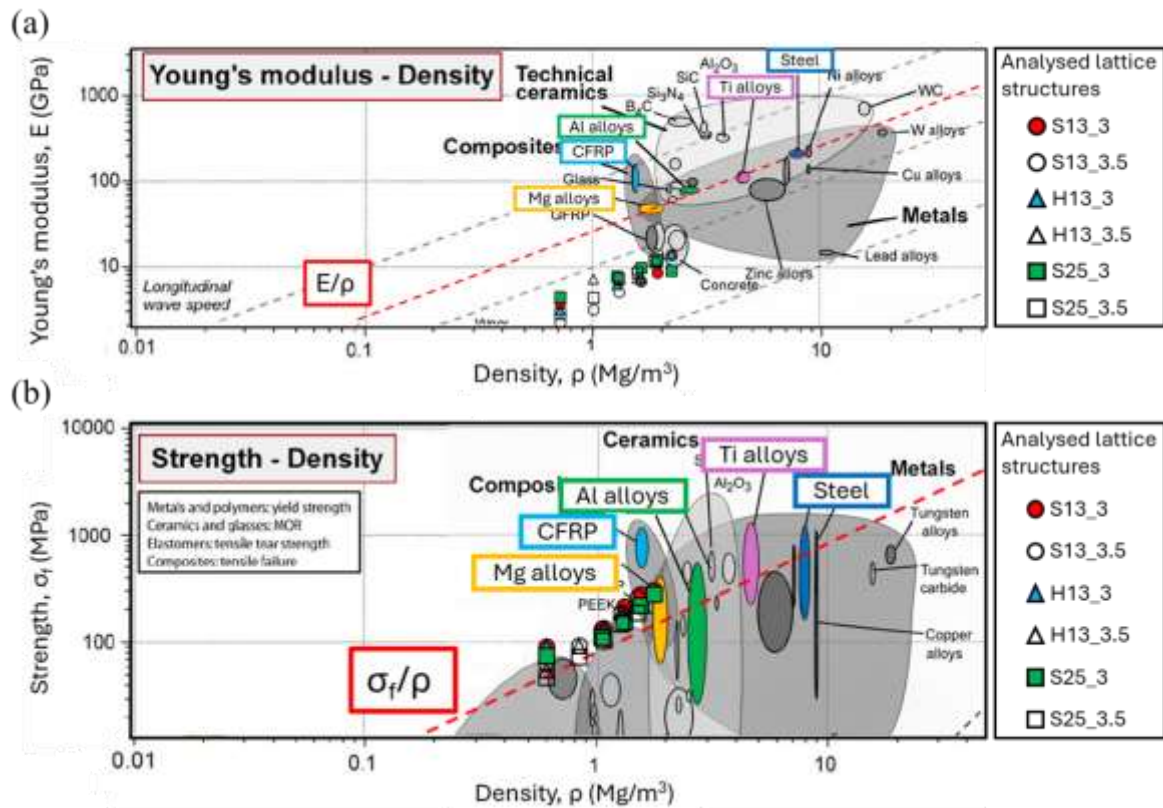 (a)
Young's modulus - Density
Young's modulus, E (GPa)
1000
100
10
Technical
ceramics
Composites
Al₂O₃
SiC
Si₃N₄
B₄C
Steel
Ni alloys
Ti alloys
WC
W alloys
Al alloys
CFRP
Glass
Cu alloys
Mg alloys
GFRP
Metals
Lead alloys
Zinc alloys
Concrete
E/ρ
Longitudinal
wave speed
0.01
0.1
1
10
Density, ρ (Mg/m³)
Analysed lattice
structures
S13_3
S13_3.5
H13_3
H13_3.5
S25_3
S25_3.5
(b)
Strength - Density
Metals and polymers: yield strength
Ceramics and glasses: MOR
Elastomers: tensile tear strength
Composites: tensile failure
Strength, σf (MPa)
10000
1000
100
Ceramics
Ti alloys
Metals
Al₂O₃
Al alloys
Steel
CFRP
Mg alloys
PEEK
Tungsten
alloys
Tungsten
carbide
Copper
alloys
σf/ρ
0.01
0.1
1
10
Density, ρ (Mg/m³)
Analysed lattice
structures
S13_3
S13_3.5
H13_3
H13_3.5
S25_3
S25_3.5